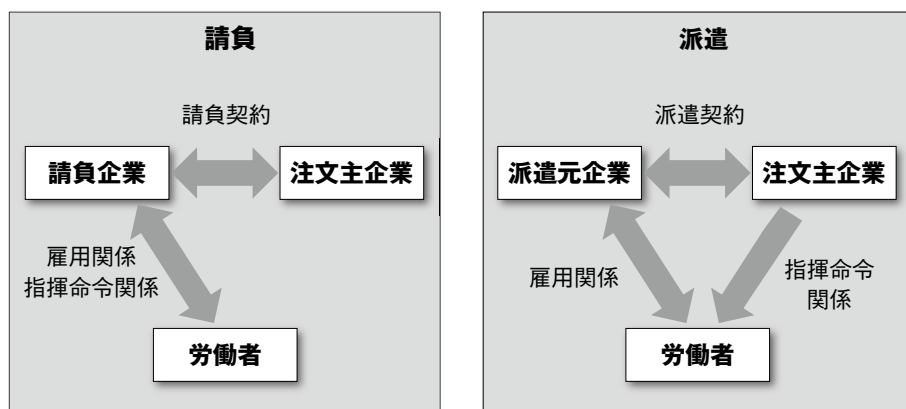 請負
請負契約
請負企業
注文主企業
雇用関係
指揮命令関係
労働者
派遣
派遣契約
派遣元企業
注文主企業
雇用関係
指揮命令
関係
労働者